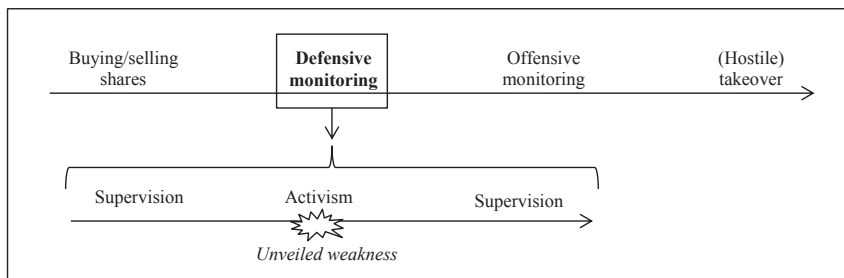 Buying/selling
shares
Defensive
monitoring
Offensive
monitoring
(Hostile)
takeover
Supervision
Activism
Supervision
Unveiled weakness